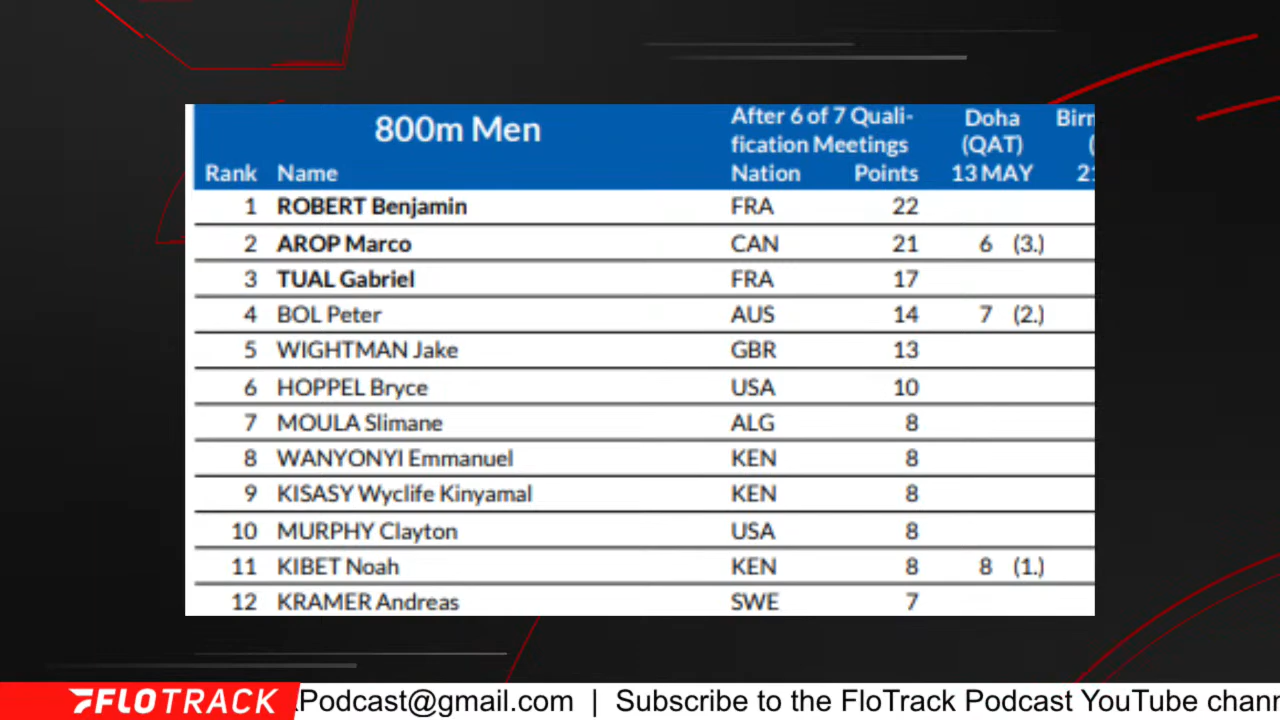 800m Men
After 6 of 7 Quali-
fication Meetings
Doha
(QAT)
13 MAY
Birm
(
21
Rank Name Nation Points
1 ROBERT Benjamin FRA 22
2 AROP Marco CAN 21 6 (3.)
3 TUAL Gabriel FRA 17
4 BOL Peter AUS 14 7 (2.)
5 WIGHTMAN Jake GBR 13
6 HOPPEL Bryce USA 10
7 MOULA Slimane ALG 8
8 WANYONYI Emmanuel KEN 8
9 KISASY Wyclife Kinyamal KEN 8
10 MURPHY Clayton USA 8
11 KIBET Noah KEN 8 8 (1.)
12 KRAMER Andreas SWE 7
FLOTRACK
Podcast@gmail.com | Subscribe to the FloTrack Podcast YouTube chann